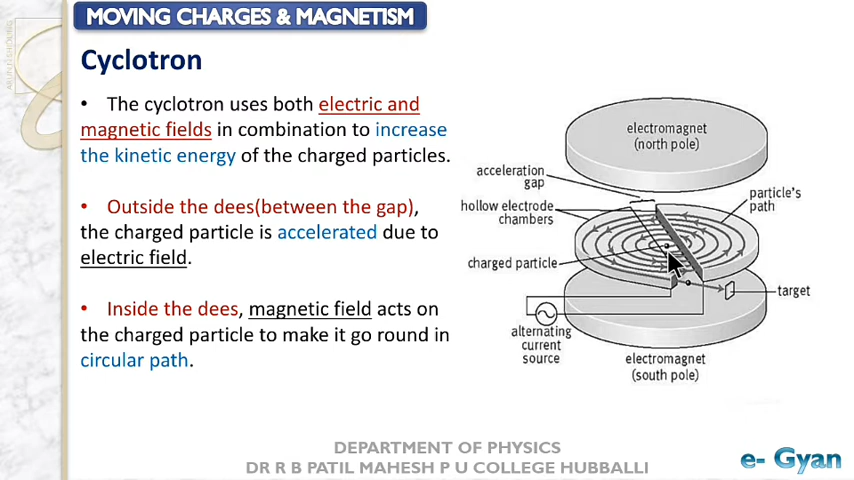 MOVING CHARGES & MAGNETISM
Cyclotron
• The cyclotron uses both electric and
magnetic fields in combination to increase
the kinetic energy of the charged particles.
• Outside the dees(between the gap),
the charged particle is accelerated due to
electric field.
• Inside the dees, magnetic field acts on
the charged particle to make it go round in
circular path.
electromagnet
(north pole)
acceleration
gap
particle's
path
hollow electrode
chambers
charged particle
target
alternating
current
source
electromagnet
(south pole)
DEPARTMENT OF PHYSICS
DR R B PATIL MAHESH P U COLLEGE HUBBALLI
e- Gyan